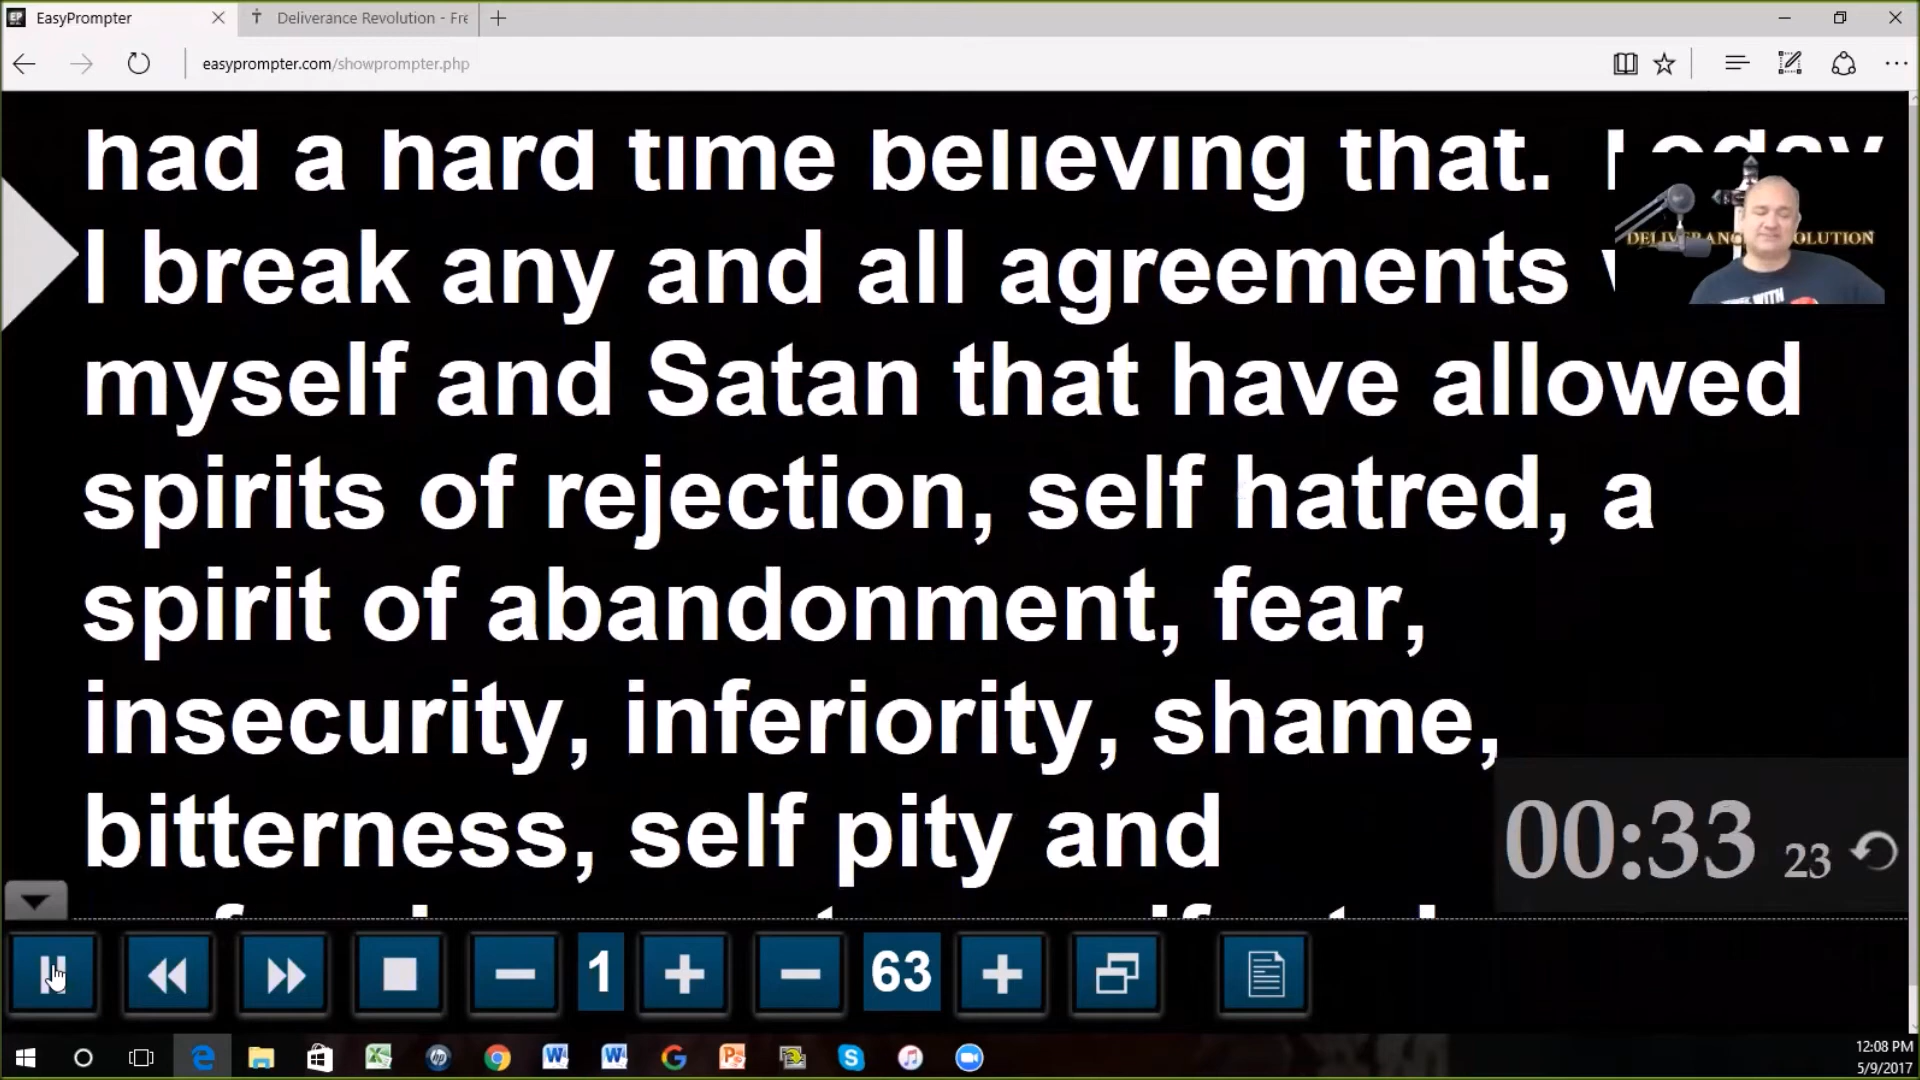 EasyPrompter
Deliverance Revolution - Fre
easyprompter.com/showprompter.php
had a hard time believing that. Today
I break any and all agreements
myself and Satan that have allowed
spirits of rejection, self hatred, a
spirit of abandonment, fear,
insecurity, inferiority, shame,
bitterness, self pity and
00:33 23
1
63
12:08 PM
5/9/2017